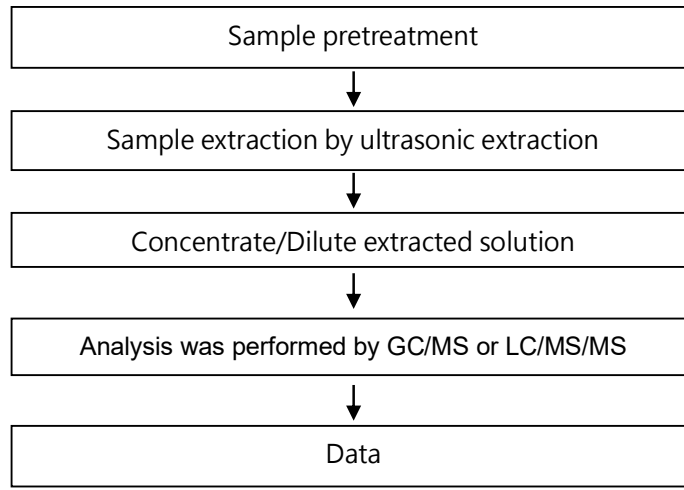 Sample pretreatment
Sample extraction by ultrasonic extraction
Concentrate/Dilute extracted solution
Analysis was performed by GC/MS or LC/MS/MS
Data